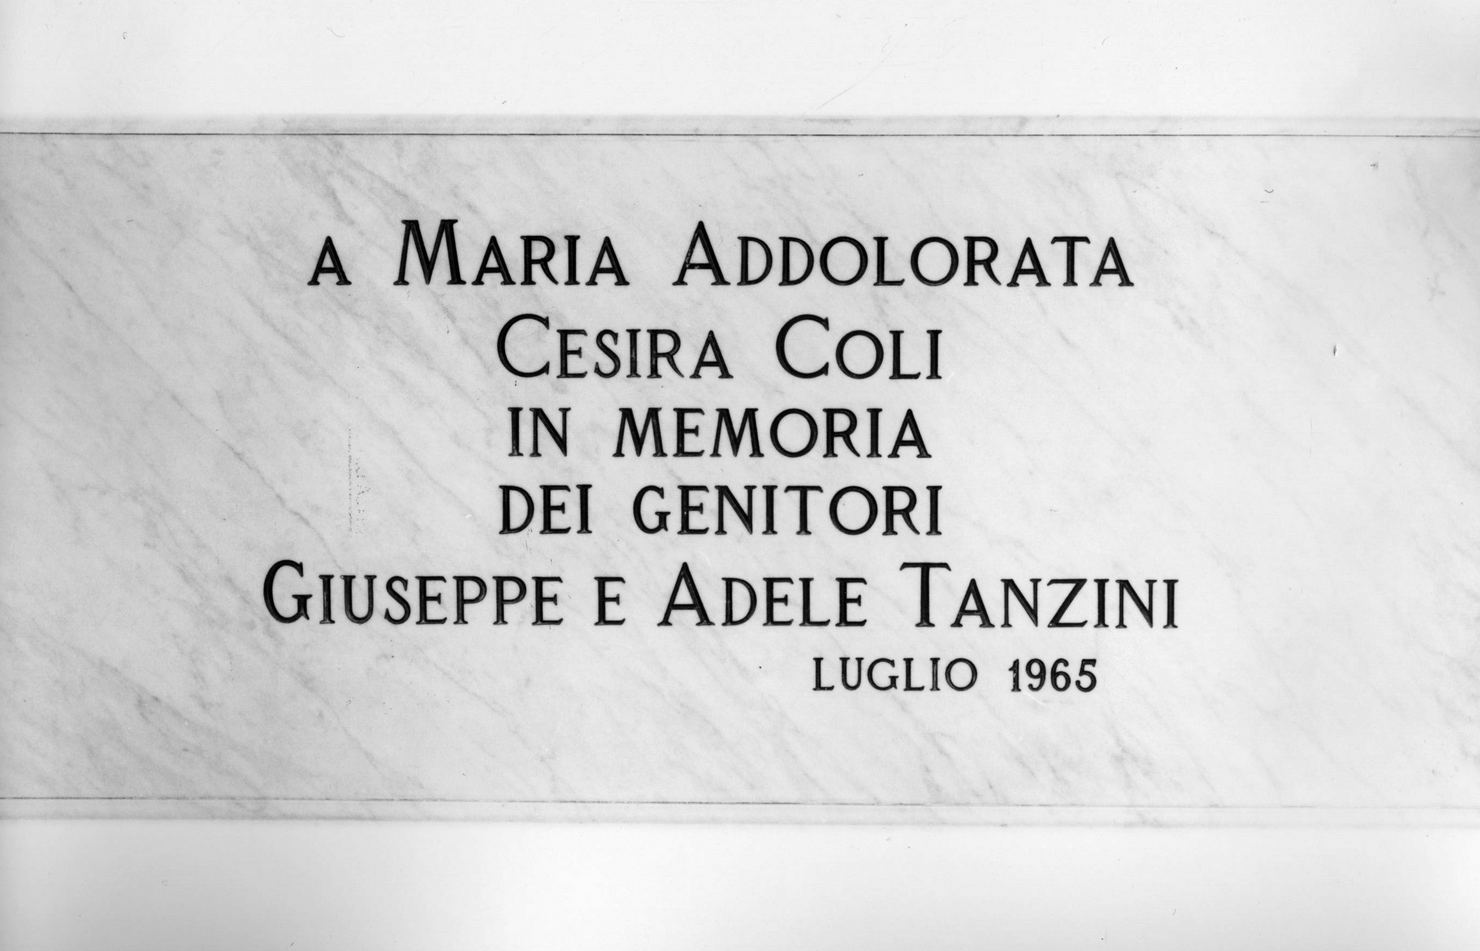 A MARIA ADDOLORATA
CESIRA COLI
IN MEMORIA
DEI GENITORI
GIUSEPPE E ADELE TANZINI
LUGLIO 1965